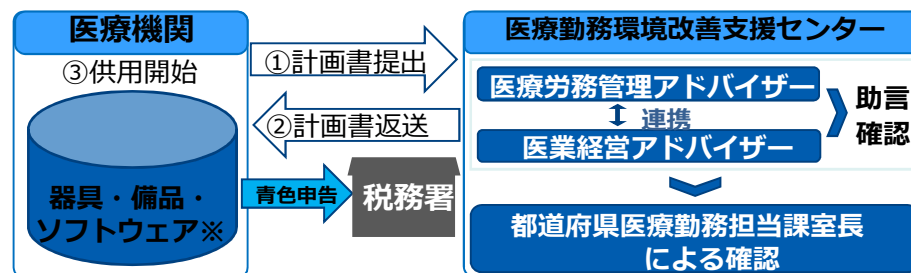 医療機関
③供用開始
器具・備品・
ソフトウェア※
①計画書提出
②計画書返送
青色申告
税務署
医療勤務環境改善支援センター
医療労務管理アドバイザー
連携
医業経営アドバイザー
助言
確認
都道府県医療勤務担当課室長
による確認